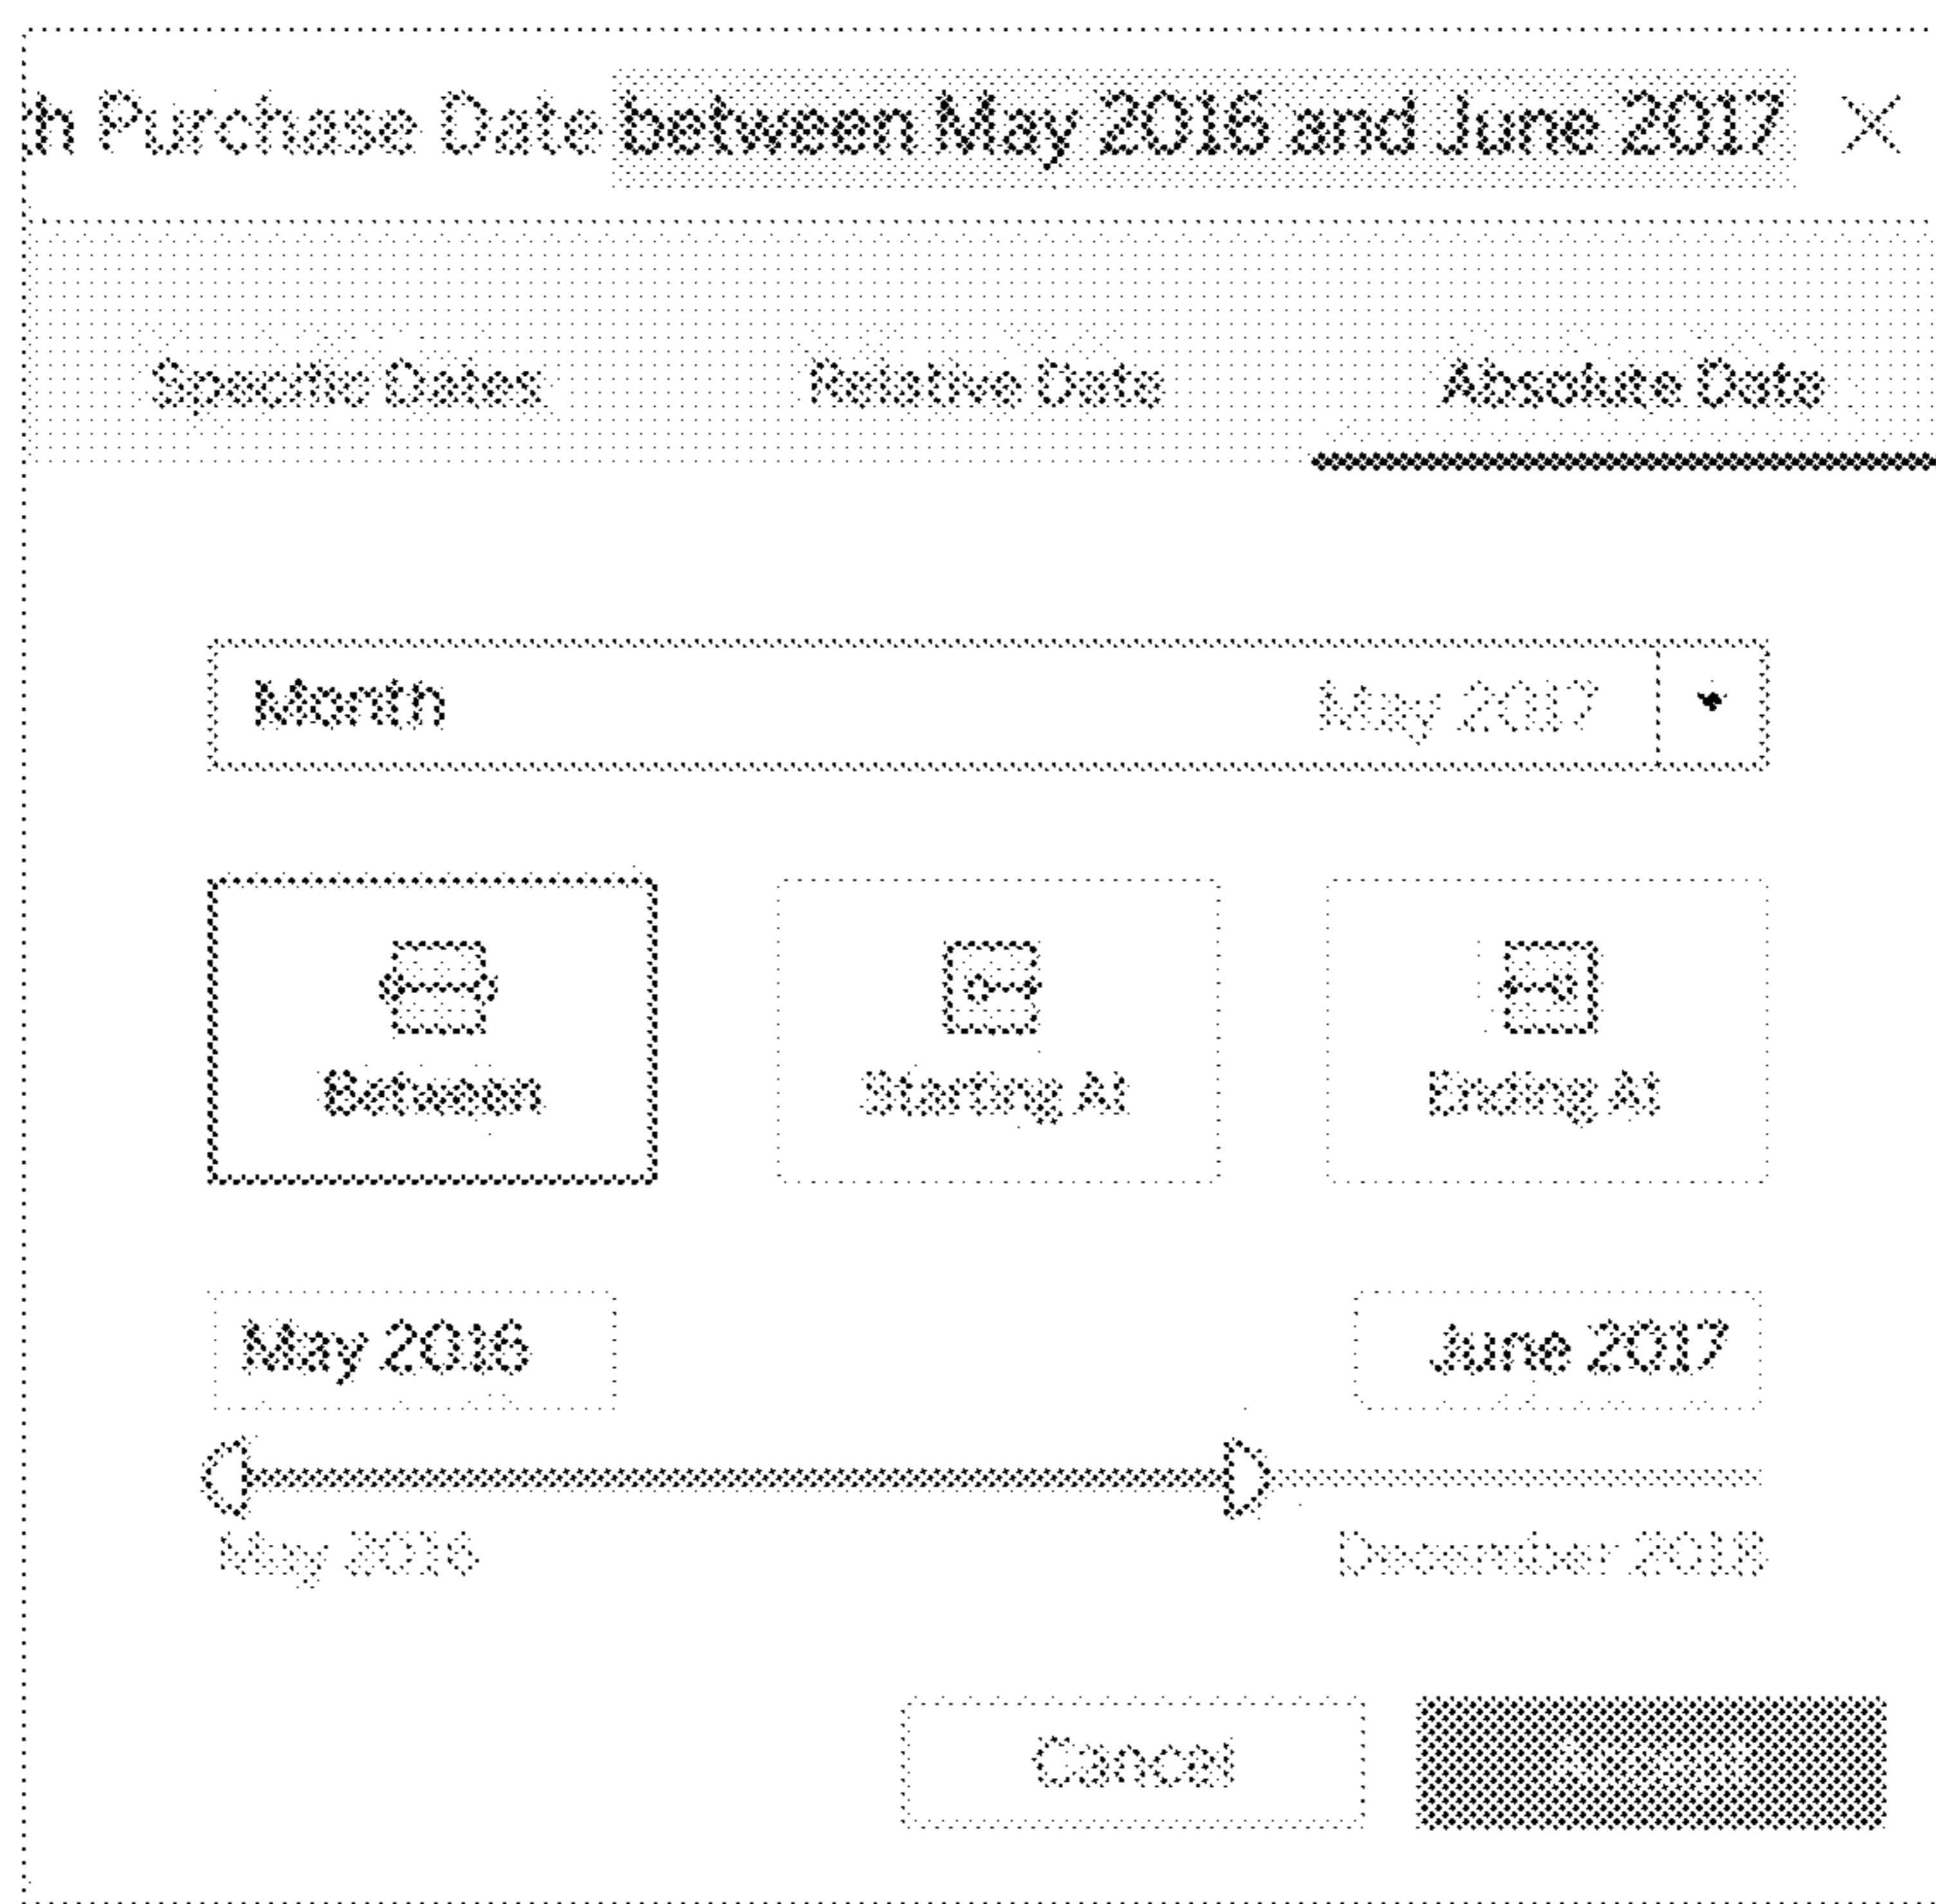 h Purchase Date between May 2016 and June 2017
Specific Dates Relative Date Absolute Date
Month May 2017
Between Starting At Ending At
May 2016 June 2017
May 2016 December 2018
Cancel